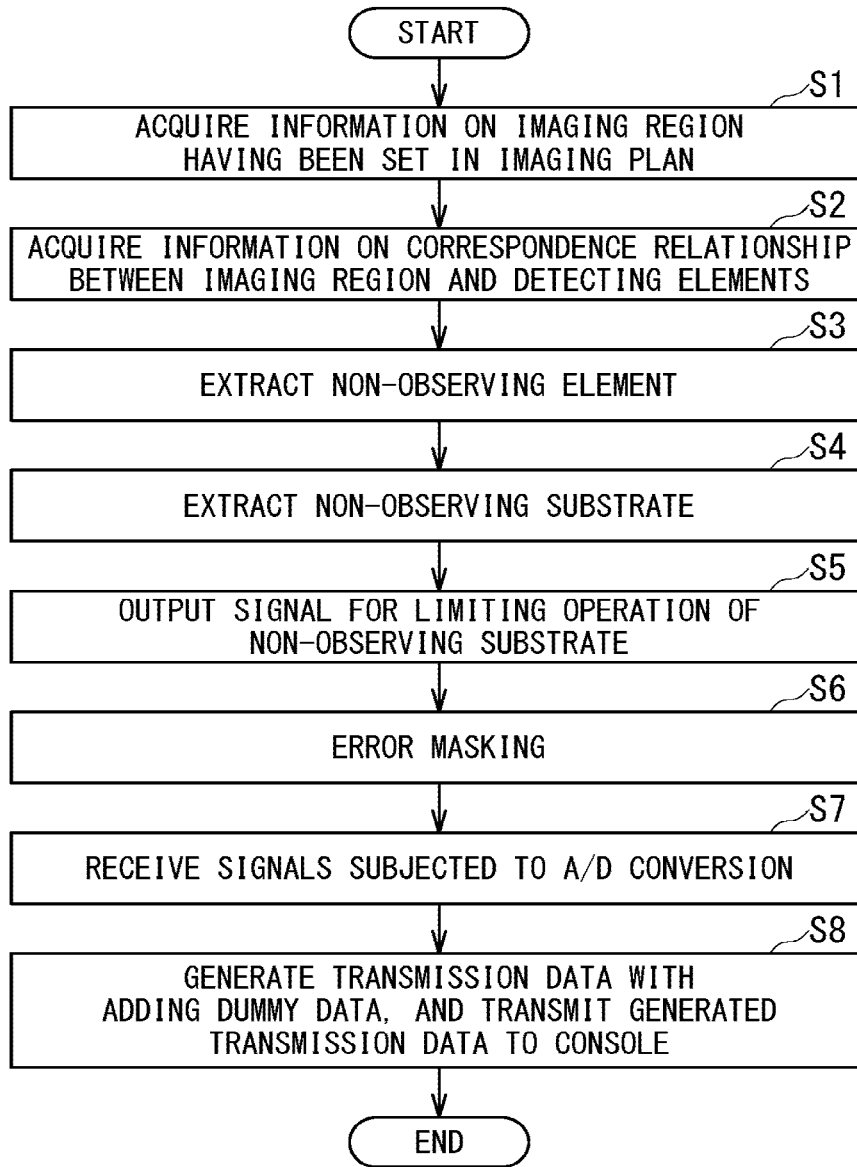 START
S1
ACQUIRE INFORMATION ON IMAGING REGION
HAVING BEEN SET IN IMAGING PLAN
S2
ACQUIRE INFORMATION ON CORRESPONDENCE RELATIONSHIP
BETWEEN IMAGING REGION AND DETECTING ELEMENTS
S3
EXTRACT NON-OBSERVING ELEMENT
S4
EXTRACT NON-OBSERVING SUBSTRATE
S5
OUTPUT SIGNAL FOR LIMITING OPERATION OF
NON-OBSERVING SUBSTRATE
S6
ERROR MASKING
S7
RECEIVE SIGNALS SUBJECTED TO A/D CONVERSION
S8
GENERATE TRANSMISSION DATA WITH
ADDING DUMMY DATA, AND TRANSMIT GENERATED
TRANSMISSION DATA TO CONSOLE
END